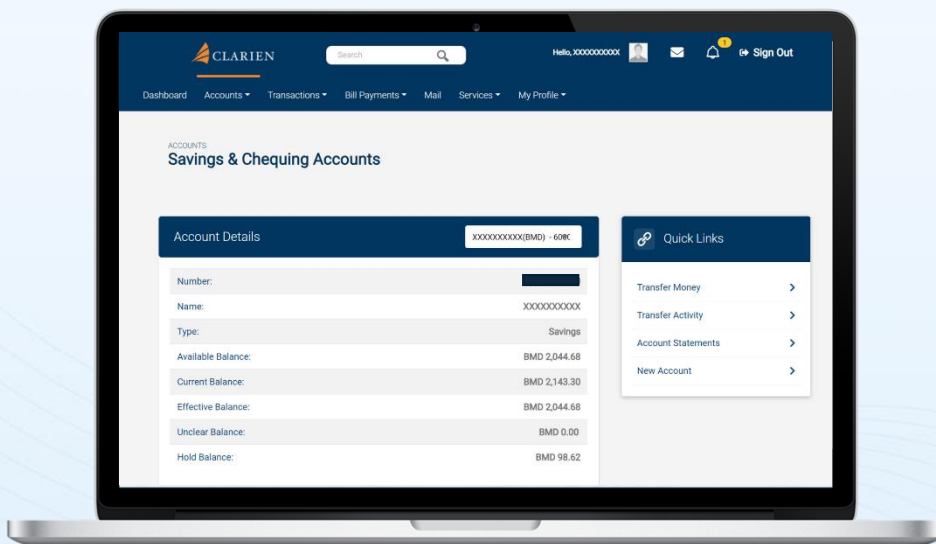 CLARIEN
Search
Hello, XXXXXXXXXX
1
Sign Out
Dashboard
Accounts
Transactions
Bill Payments
Mail
Services
My Profile
ACCOUNTS
Savings & Chequing Accounts
Account Details
XXXXXXXXXX(BMD) -
Number:
Name: XXXXXXXXXX
Type: Savings
Available Balance: BMD 2,044.68
Current Balance: BMD 2,143.30
Effective Balance: BMD 2,044.68
Unclear Balance: BMD 0.00
Hold Balance: BMD 98.62
Quick Links
Transfer Money
Transfer Activity
Account Statements
New Account